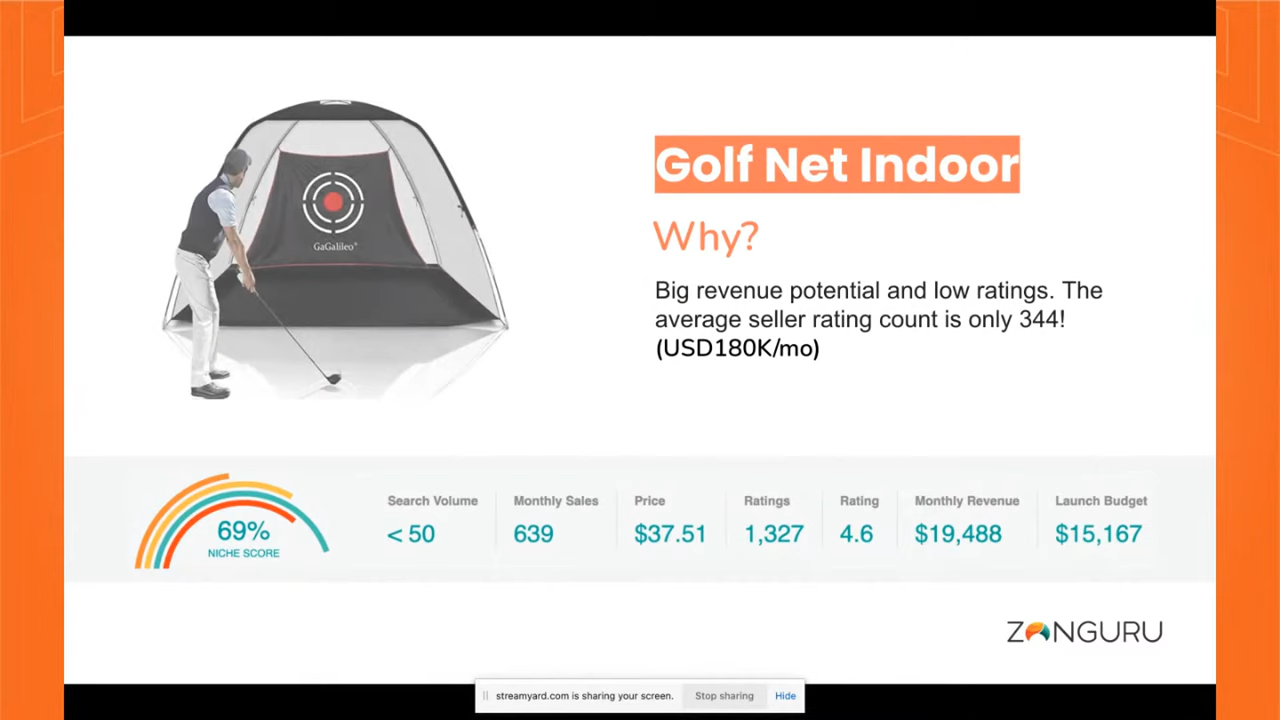 GaGalileo®
Golf Net Indoor
Why?
Big revenue potential and low ratings. The
average seller rating count is only 344!
(USD180K/mo)
69%
NICHE SCORE
Search Volume
< 50
Monthly Sales
639
Price
$37.51
Ratings
1,327
Rating
4.6
Monthly Revenue
$19,488
Launch Budget
$15,167
ZONGURU
streamyard.com is sharing your screen.
Stop sharing
Hide